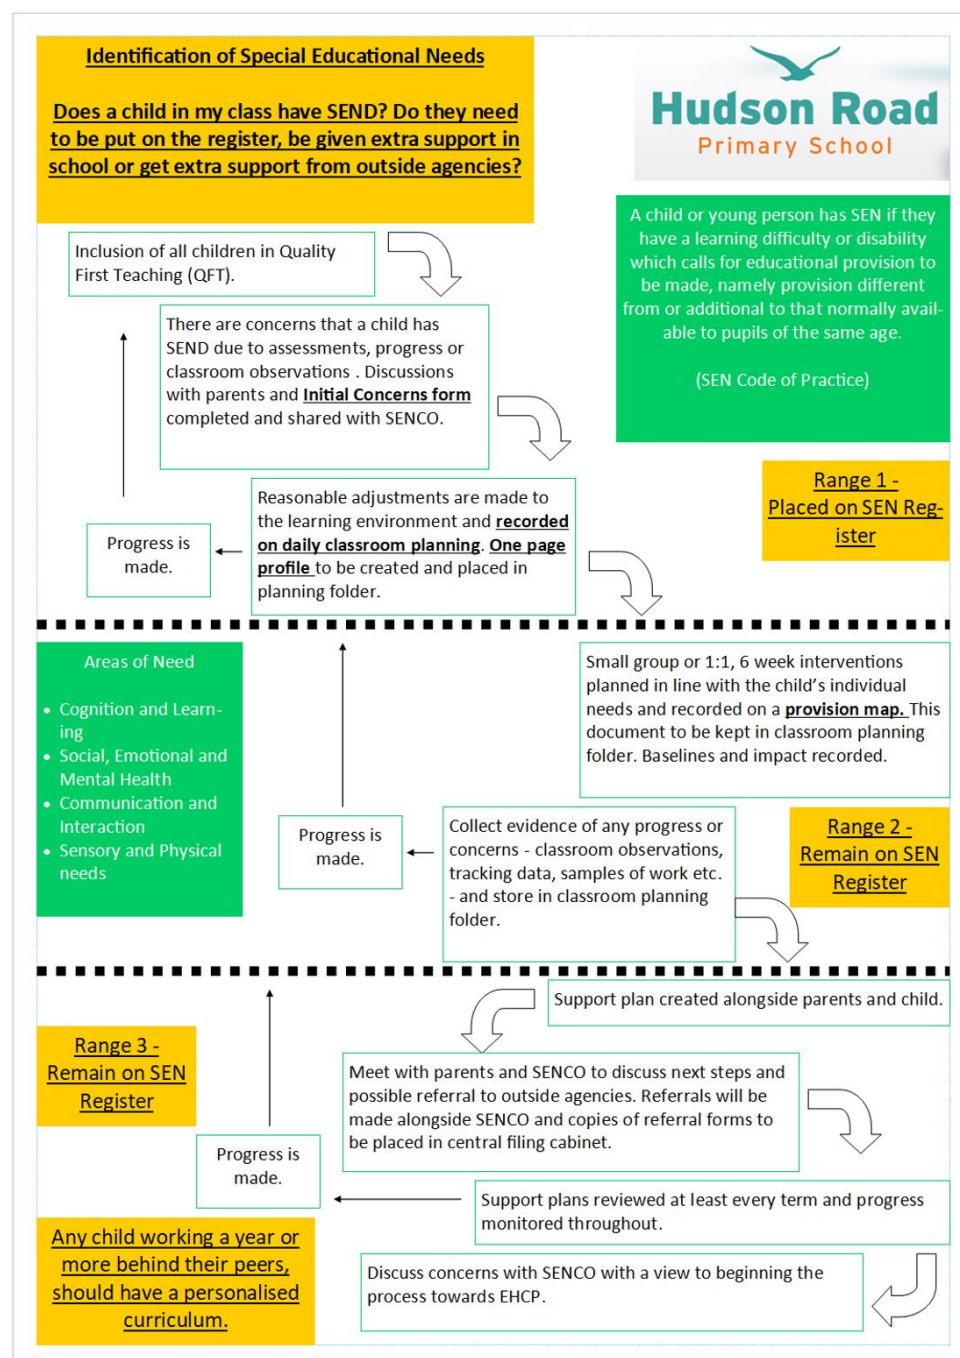 Identification of Special Educational Needs
Does a child in my class have SEND? Do they need
to be put on the register, be given extra support in
school or get extra support from outside agencies?
Hudson Road
Primary School
A child or young person has SEN if they
have a learning difficulty or disability
which calls for educational provision to
be made, namely provision different
from or additional to that normally avail-
able to pupils of the same age.
(SEN Code of Practice)
Inclusion of all children in Quality
First Teaching (QFT).
There are concerns that a child has
SEND due to assessments, progress or
classroom observations . Discussions
with parents and Initial Concerns form
completed and shared with SENCO.
Range 1 -
Placed on SEN Reg-
ister
Reasonable adjustments are made to
the learning environment and recorded
on daily classroom planning. One page
profile to be created and placed in
planning folder.
Progress is
made.
Areas of Need
• Cognition and Learn-
ing
• Social, Emotional and
Mental Health
• Communication and
Interaction
• Sensory and Physical
needs
Small group or 1:1, 6 week interventions
planned in line with the child's individual
needs and recorded on a provision map. This
document to be kept in classroom planning
folder. Baselines and impact recorded.
Progress is
made.
Collect evidence of any progress or
concerns - classroom observations,
tracking data, samples of work etc.
- and store in classroom planning
folder.
Range 2 -
Remain on SEN
Register
Support plan created alongside parents and child.
Range 3 -
Remain on SEN
Register
Meet with parents and SENCO to discuss next steps and
possible referral to outside agencies. Referrals will be
made alongside SENCO and copies of referral forms to
be placed in central filing cabinet.
Progress is
made.
Support plans reviewed at least every term and progress
monitored throughout.
Any child working a year or
more behind their peers,
should have a personalised
curriculum.
Discuss concerns with SENCO with a view to beginning the
process towards EHCP.